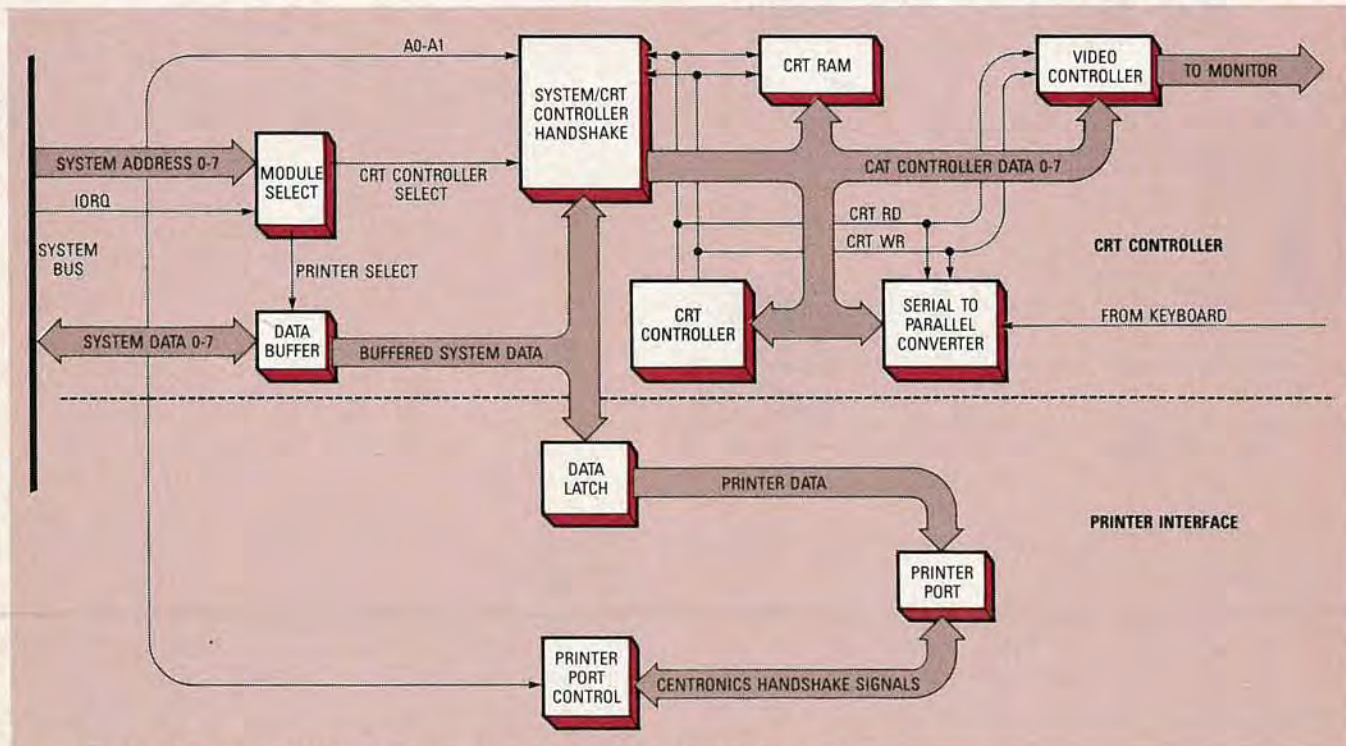 A0-A1
SYSTEM/CRT
CONTROLLER
HANDSHAKE
CRT RAM
VIDEO
CONTROLLER
TO MONITOR
SYSTEM ADDRESS 0-7
MODULE
SELECT
CRT CONTROLLER
SELECT
CAT CONTROLLER DATA 0-7
IORQ
SYSTEM
BUS
PRINTER SELECT
CRT RD
CRT WR
CRT CONTROLLER
SYSTEM DATA 0-7
DATA
BUFFER
BUFFERED SYSTEM DATA
CRT
CONTROLLER
SERIAL TO
PARALLEL
CONVERTER
FROM KEYBOARD
DATA
LATCH
PRINTER DATA
PRINTER INTERFACE
PRINTER
PORT
PRINTER
PORT
CONTROL
CENTRONICS HANDSHAKE SIGNALS